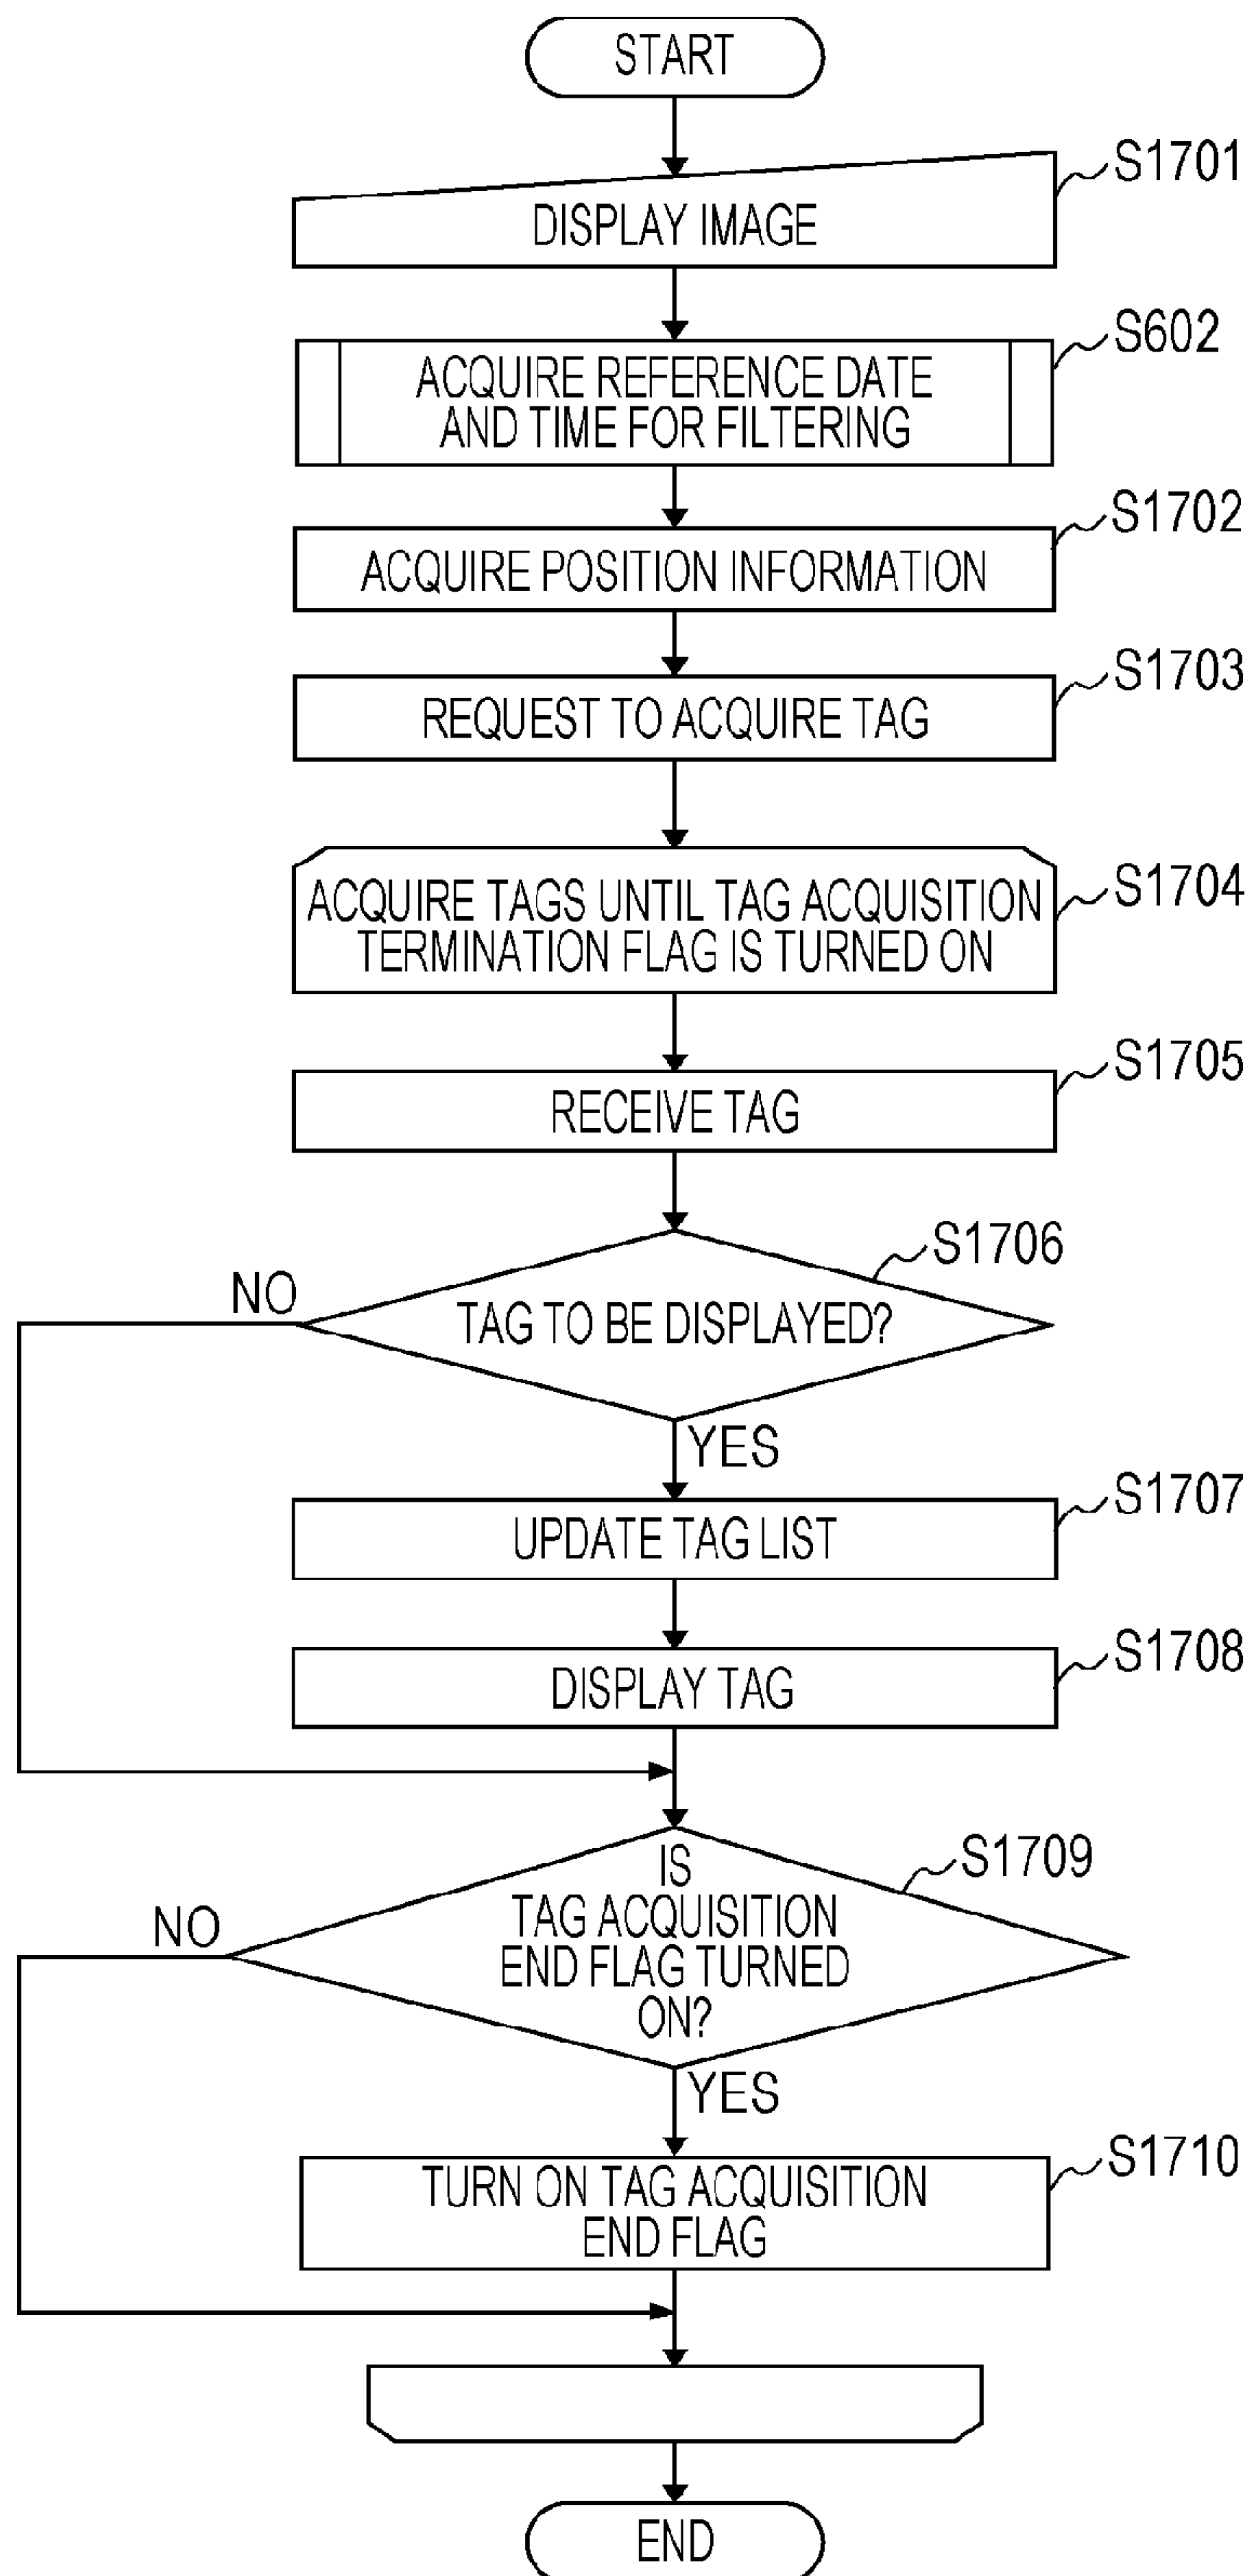 START
S1701
DISPLAY IMAGE
S602
ACQUIRE REFERENCE DATE
AND TIME FOR FILTERING
S1702
ACQUIRE POSITION INFORMATION
S1703
REQUEST TO ACQUIRE TAG
S1704
ACQUIRE TAGS UNTIL TAG ACQUISITION
TERMINATION FLAG IS TURNED ON
S1705
RECEIVE TAG
S1706
NO
TAG TO BE DISPLAYED?
YES
S1707
UPDATE TAG LIST
S1708
DISPLAY TAG
S1709
NO
IS
TAG ACQUISITION
END FLAG TURNED
ON?
YES
S1710
TURN ON TAG ACQUISITION
END FLAG
END